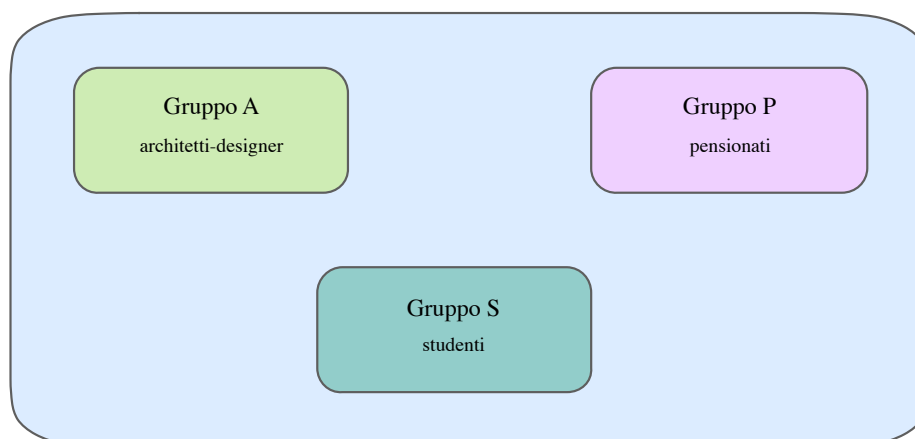 Gruppo A
architetti-designer
Gruppo P
pensionati
Gruppo S
studenti